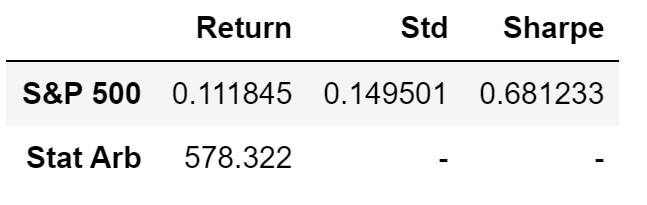 Return Std Sharpe
S&P 500 0.111845 0.149501 0.681233
Stat Arb 578.322 - -